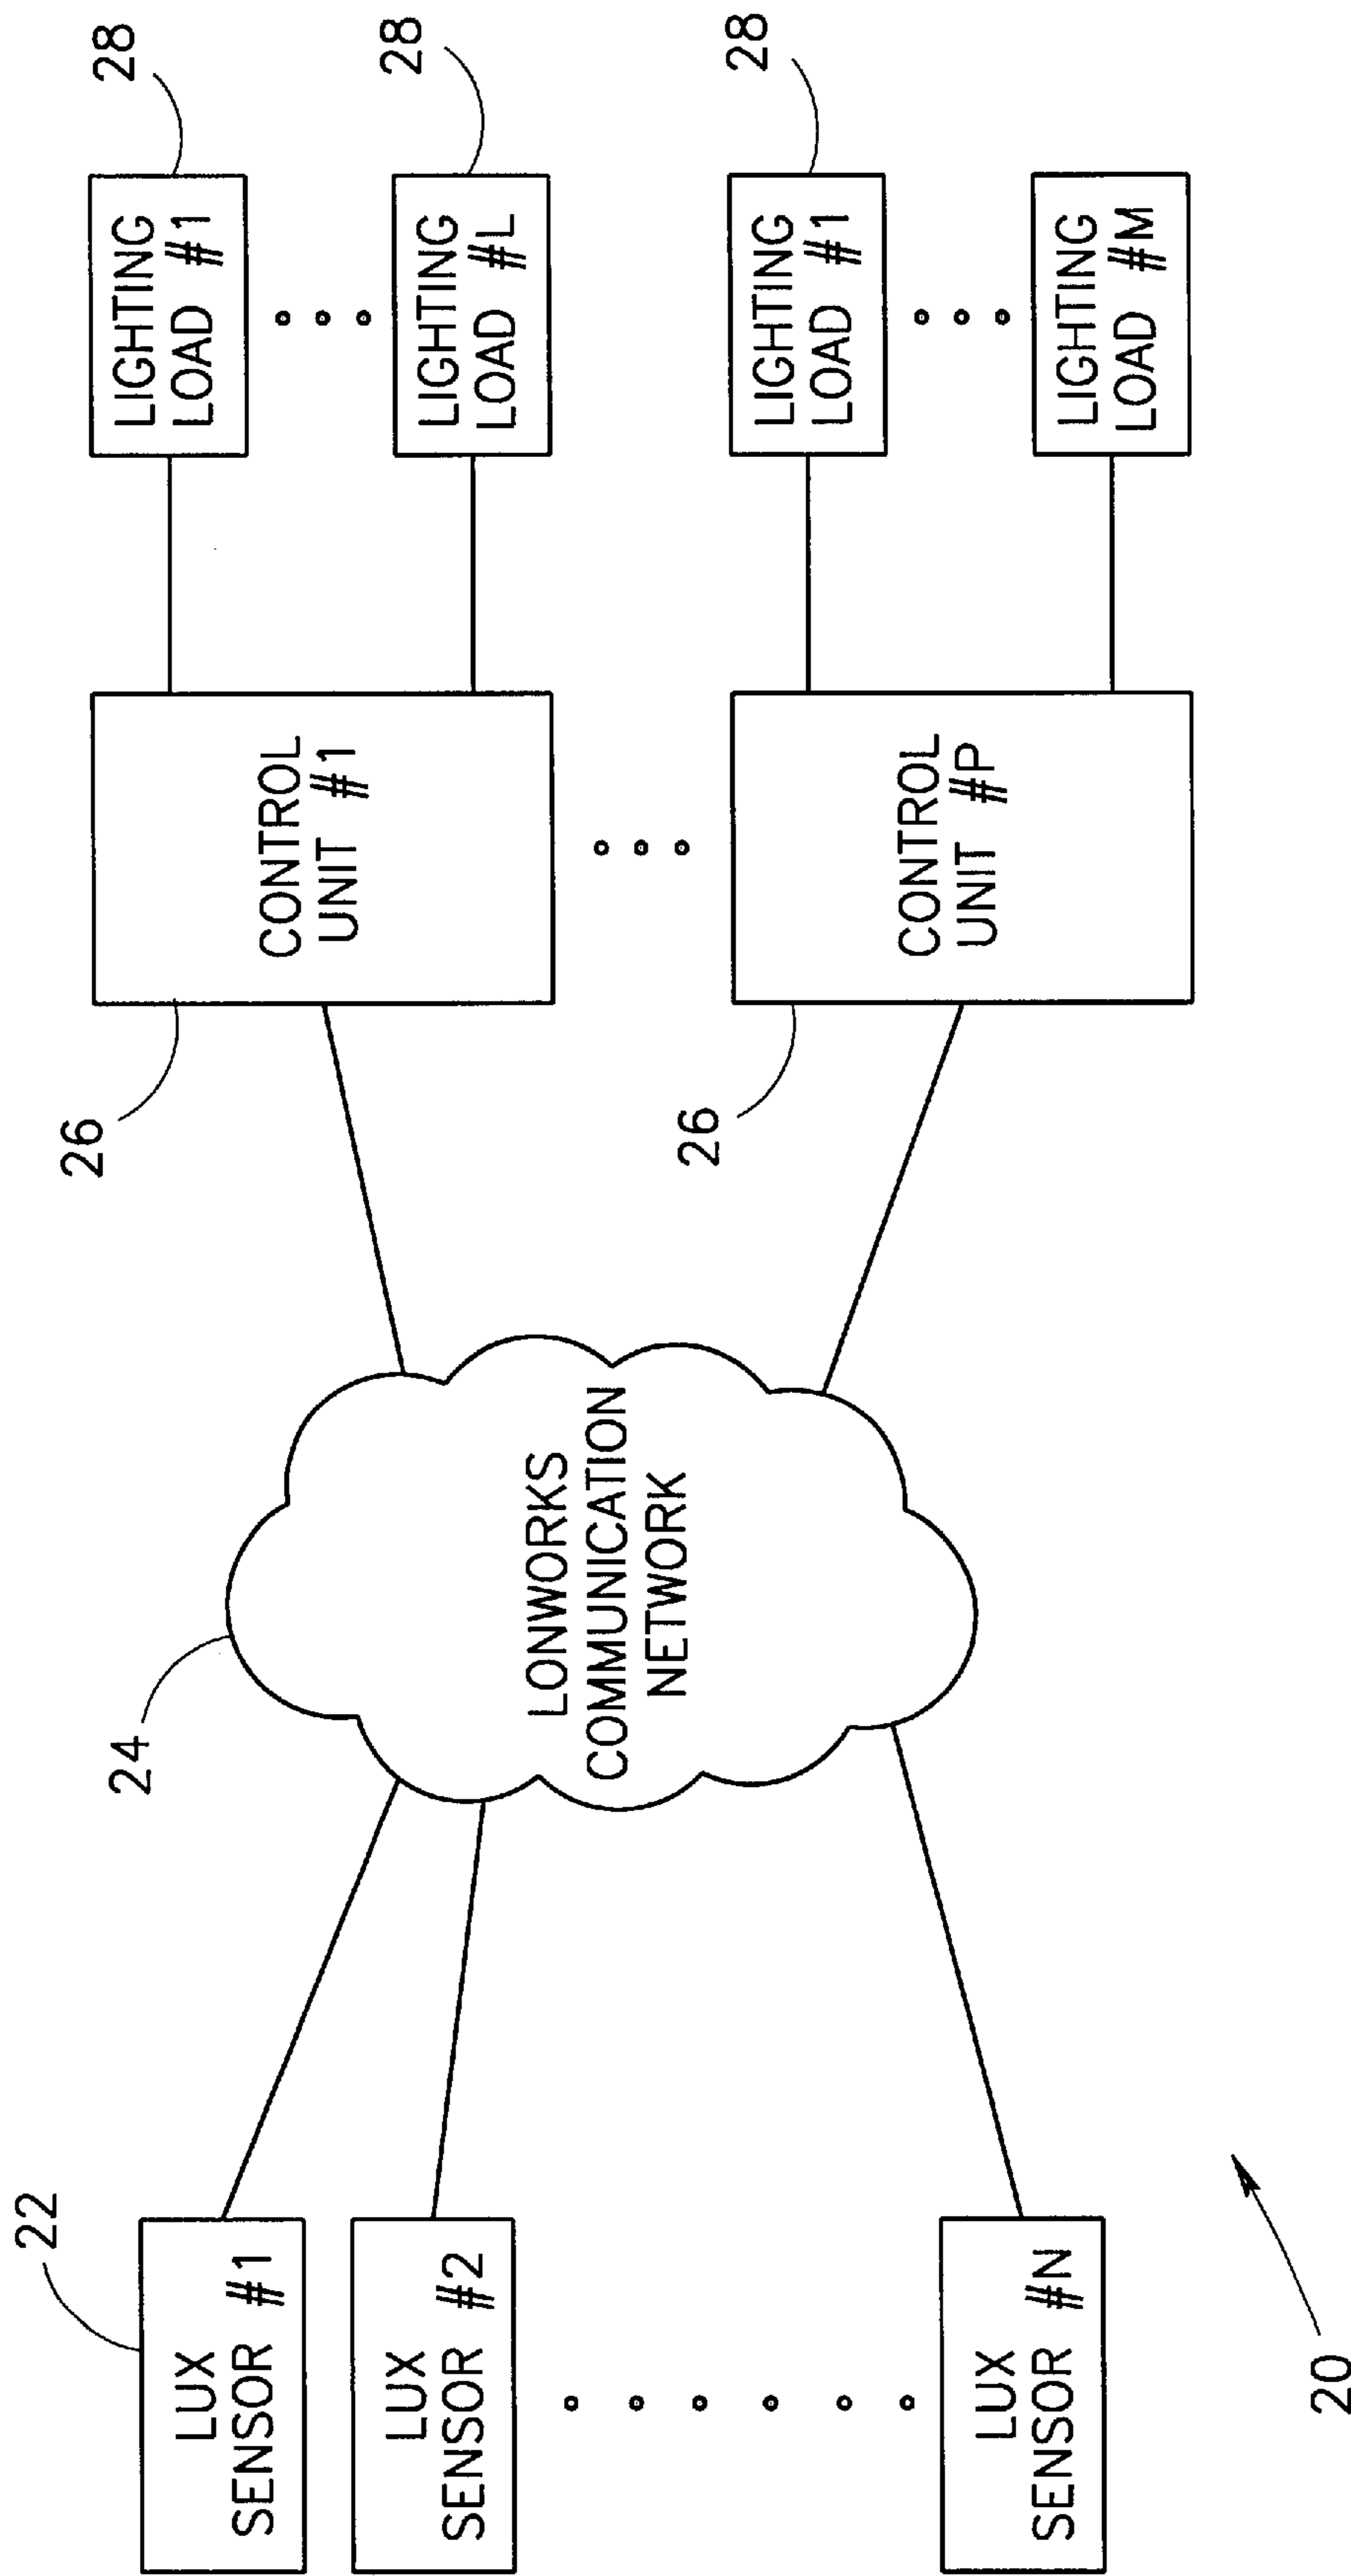 22
LUX
SENSOR #1
LUX
SENSOR #2
LUX
SENSOR #N
20
24
LONWORKS
COMMUNICATION
NETWORK
26
CONTROL
UNIT #1
26
CONTROL
UNIT #P
28
LIGHTING
LOAD #1
28
LIGHTING
LOAD #L
28
LIGHTING
LOAD #1
LIGHTING
LOAD #M